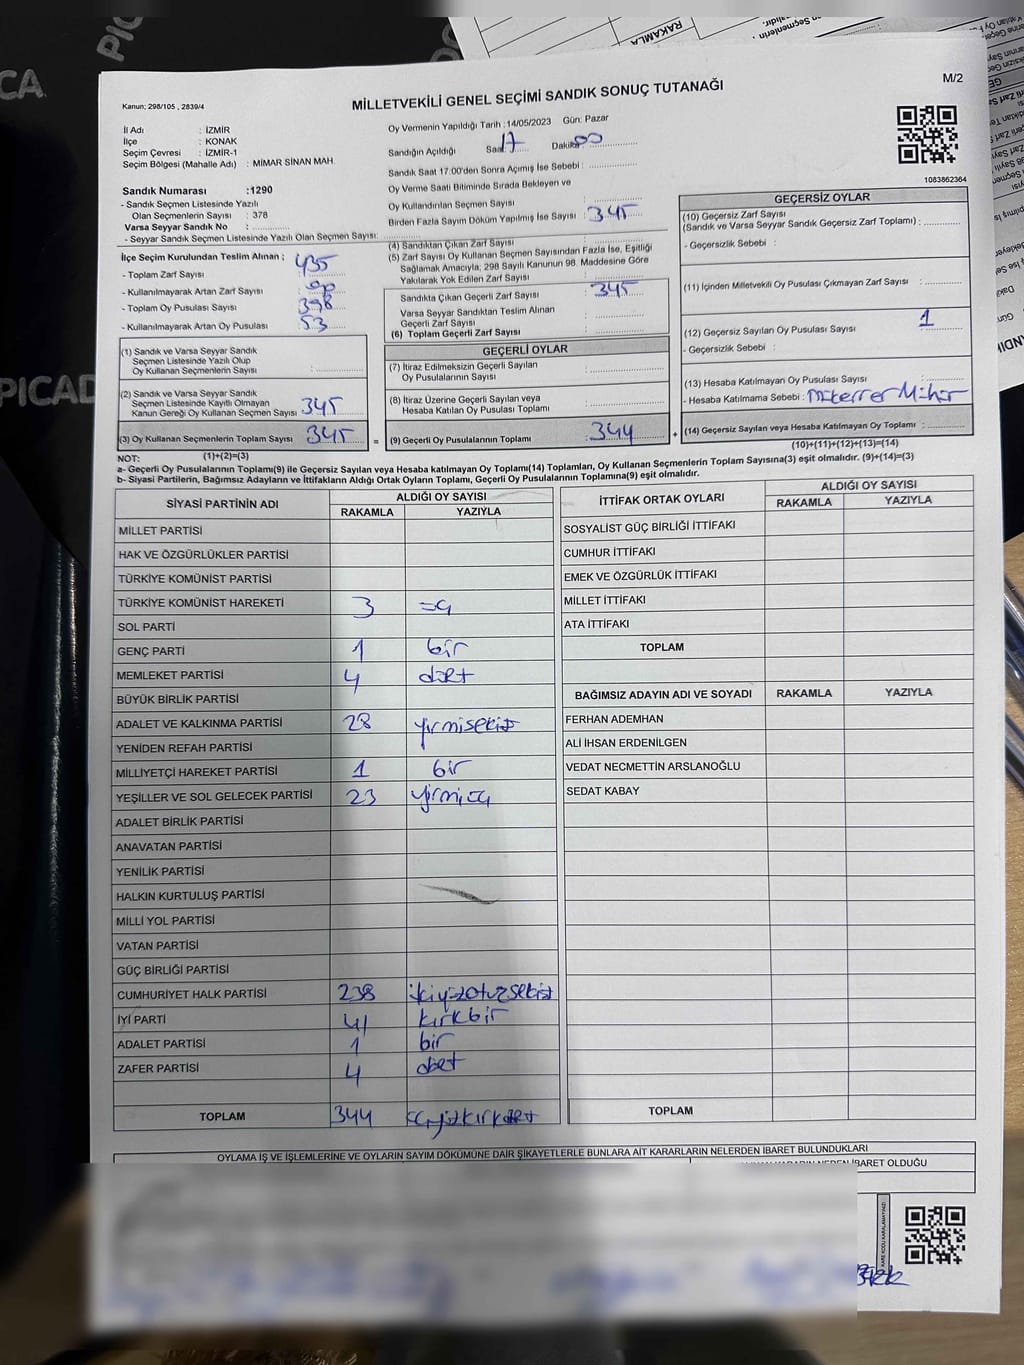 PICADOR
CA
PICAD
RAKAMLA
M/2
Kanun: 298/105 , 2839/4
MİLLETVEKİLİ GENEL SEÇİMİ SANDIK SONUÇ TUTANAĞI
İl Adı : İZMİR
İlçe : KONAK
Seçim Çevresi : İZMİR-1
Seçim Bölgesi (Mahalle Adı) : MİMAR SİNAN MAH.
Sandık Numarası :1290
- Sandık Seçmen Listesinde Yazılı
Olan Seçmenlerin Sayısı : 378
Varsa Seyyar Sandık No :
- Seyyar Sandık Seçmen Listesinde Yazılı Olan Seçmen Sayısı:
Oy Vermenin Yapıldığı Tarih :14/05/2023 Gün: Pazar
Sandığın Açıldığı Saat 17 Dakika 00
Sandık Saat 17.00'den Sonra Açılmış İse Sebebi :
Oy Verme Saati Bitiminde Sırada Bekleyen ve
Oy Kullandırılan Seçmen Sayısı :
Birden Fazla Sayım Döküm Yapılmış İse Sayısı : 345
1083862364
İlçe Seçim Kurulundan Teslim Alınan ;
- Toplam Zarf Sayısı : 435
- Kullanılmayarak Artan Zarf Sayısı : 90
- Toplam Oy Pusulası Sayısı : 398
- Kullanılmayarak Artan Oy Pusulası : 53
(4) Sandıktan Çıkan Zarf Sayısı :
(5) Zarf Sayısı Oy Kullanan Seçmen Sayısından Fazla İse, Eşitliği
Sağlamak Amacıyla; 298 Sayılı Kanunun 98. Maddesine Göre
Yakılarak Yok Edilen Zarf Sayısı :
Sandıkta Çıkan Geçerli Zarf Sayısı : 345
Varsa Seyyar Sandıktan Teslim Alınan
Geçerli Zarf Sayısı :
(6) Toplam Geçerli Zarf Sayısı :
GEÇERSİZ OYLAR
(10) Geçersiz Zarf Sayısı
(Sandık ve Varsa Seyyar Sandık Geçersiz Zarf Toplamı) :
- Geçersizlik Sebebi :
(11) İçinden Milletvekili Oy Pusulası Çıkmayan Zarf Sayısı :
(12) Geçersiz Sayılan Oy Pusulası Sayısı : 1
- Geçersizlik Sebebi :
(13) Hesaba Katılmayan Oy Pusulası Sayısı :
- Hesaba Katılmama Sebebi : Mükerrer Mühür
(14) Geçersiz Sayılan veya Hesaba Katılmayan Oy Toplamı :
(10)+(11)+(12)+(13)=(14)
(1) Sandık ve Varsa Seyyar Sandık
Seçmen Listesinde Yazılı Olup
Oy Kullanan Seçmenlerin Sayısı :
(2) Sandık ve Varsa Seyyar Sandık
Seçmen Listesinde Kayıtlı Olmayan
Kanun Gereği Oy Kullanan Seçmen Sayısı : 345
(3) Oy Kullanan Seçmenlerin Toplam Sayısı : 345 =
(1)+(2)=(3)
GEÇERLİ OYLAR
(7) İtiraz Edilmeksizin Geçerli Sayılan
Oy Pusulalarının Sayısı :
(8) İtiraz Üzerine Geçerli Sayılan veya
Hesaba Katılan Oy Pusulası Toplamı :
(9) Geçerli Oy Pusulalarının Toplamı : 344 +
NOT:
a- Geçerli Oy Pusulalarının Toplamı(9) ile Geçersiz Sayılan veya Hesaba katılmayan Oy Toplamı(14) Toplamları, Oy Kullanan Seçmenlerin Toplam Sayısına(3) eşit olmalıdır. (9)+(14)=(3)
b- Siyasi Partilerin, Bağımsız Adayların ve İttifakların Aldığı Ortak Oyların Toplamı, Geçerli Oy Pusulalarının Toplamına(9) eşit olmalıdır.
SİYASİ PARTİNİN ADI ALDIĞI OY SAYISI
RAKAMLA YAZIYLA
MİLLET PARTİSİ
HAK VE ÖZGÜRLÜKLER PARTİSİ
TÜRKİYE KOMÜNİST PARTİSİ
TÜRKİYE KOMÜNİST HAREKETİ 3 üç
SOL PARTİ
GENÇ PARTİ 1 bir
MEMLEKET PARTİSİ 4 dört
BÜYÜK BİRLİK PARTİSİ
ADALET VE KALKINMA PARTİSİ 28 yirmisekiz
YENİDEN REFAH PARTİSİ
MİLLİYETÇİ HAREKET PARTİSİ 1 bir
YEŞİLLER VE SOL GELECEK PARTİSİ 23 yirmiüç
ADALET BİRLİK PARTİSİ
ANAVATAN PARTİSİ
YENİLİK PARTİSİ
HALKIN KURTULUŞ PARTİSİ
MİLLİ YOL PARTİSİ
VATAN PARTİSİ
GÜÇ BİRLİĞİ PARTİSİ
CUMHURİYET HALK PARTİSİ 238 ikiyüzotuzsekiz
İYİ PARTİ 41 kırkbir
ADALET PARTİSİ 1 bir
ZAFER PARTİSİ 4 dört
TOPLAM 344 üçyüzkırkdört
İTTİFAK ORTAK OYLARI ALDIĞI OY SAYISI
RAKAMLA YAZIYLA
SOSYALİST GÜÇ BİRLİĞİ İTTİFAKI
CUMHUR İTTİFAKI
EMEK VE ÖZGÜRLÜK İTTİFAKI
MİLLET İTTİFAKI
ATA İTTİFAKI
TOPLAM
BAĞIMSIZ ADAYIN ADI VE SOYADI RAKAMLA YAZIYLA
FERHAN ADEMHAN
ALİ İHSAN ERDENİLGEN
VEDAT NECMETTİN ARSLANOĞLU
SEDAT KABAY
TOPLAM
OYLAMA İŞ VE İŞLEMLERİNE VE OYLARIN SAYIM DÖKÜMÜNE DAİR ŞİKAYETLERLE BUNLARA AİT KARARLARIN NELERDEN İBARET BULUNDUKLARI
İBARET OLDUĞU
KARE KODU KARALAMAYINIZ!